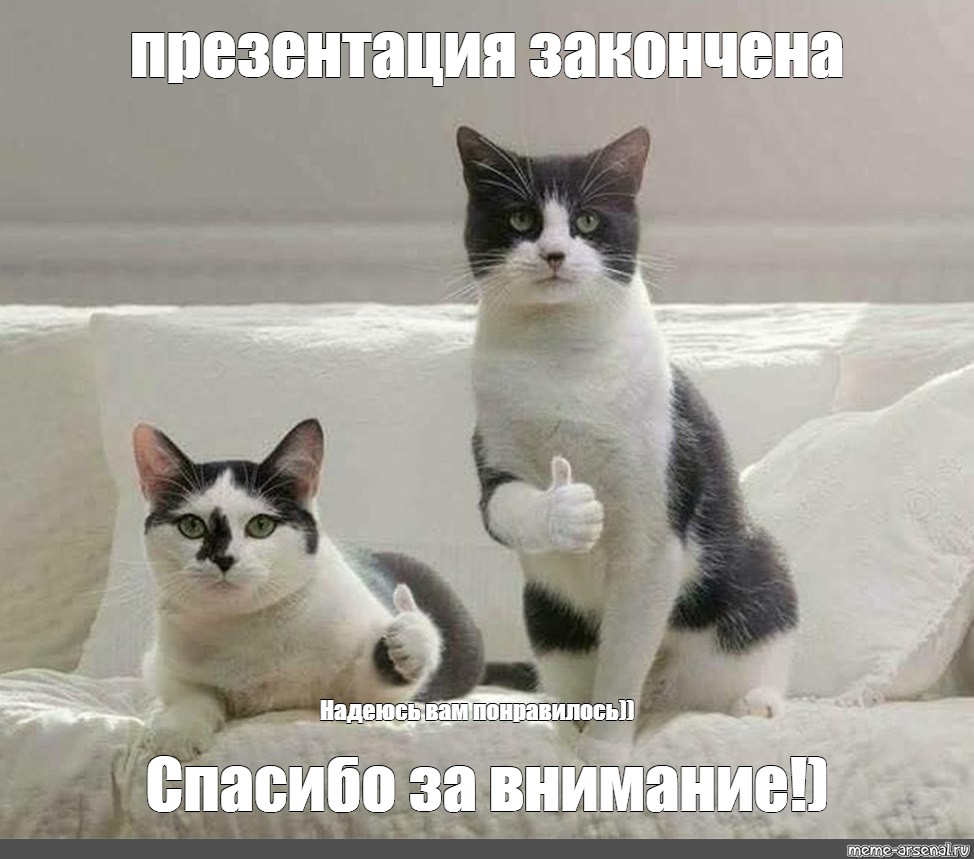 презентация закончена
Надеюсь вам понравилось))
Спасибо за внимание!)
meme-arsenal.ru